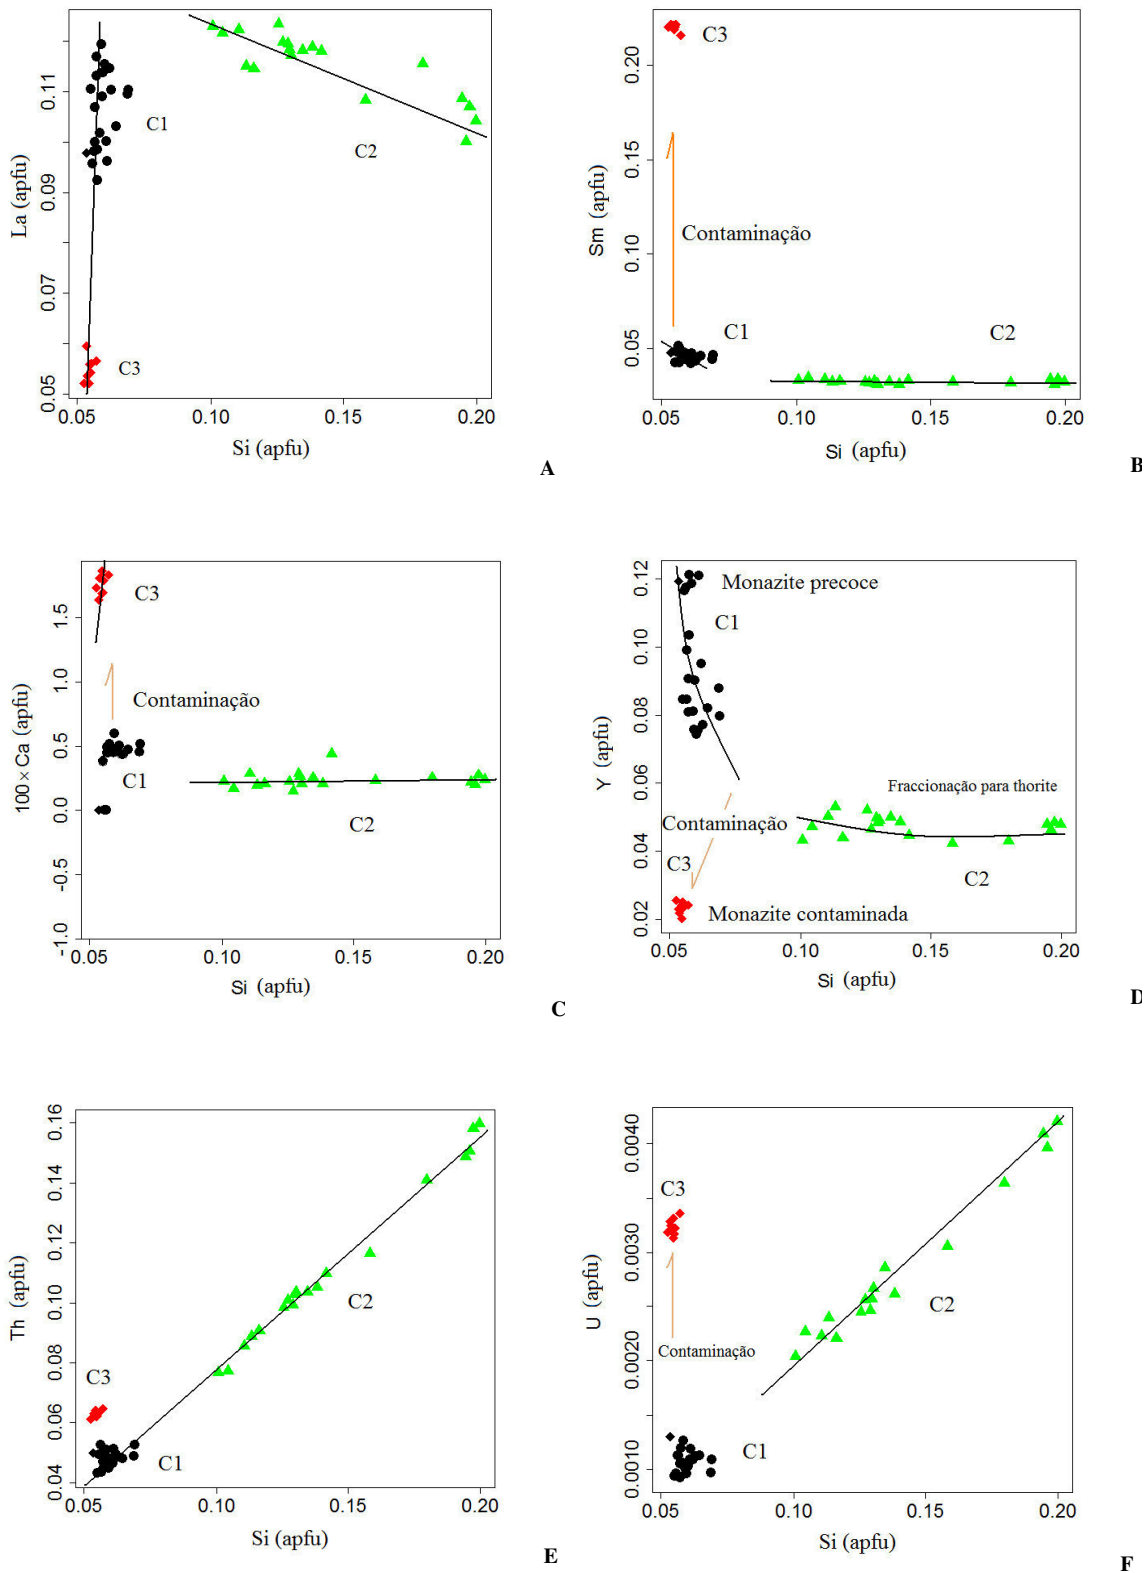 La (apfu)
0.05
0.07
0.09
0.11
C1
C2
C3
0.05
0.10
0.15
0.20
Si (apfu)
A
Sm (apfu)
0.05
0.10
0.15
0.20
C3
Contaminação
C1
C2
0.05
0.10
0.15
0.20
Si (apfu)
B
100×Ca (apfu)
-1.0
-0.5
0.0
0.5
1.0
1.5
C3
Contaminação
C1
C2
0.05
0.10
0.15
0.20
Si (apfu)
C
Y (apfu)
0.02
0.04
0.06
0.08
0.10
0.12
Monazite precoce
C1
Fraccionação para thorite
Contaminação
C3
C2
Monazite contaminada
0.05
0.10
0.15
0.20
Si (apfu)
D
Th (apfu)
0.04
0.06
0.08
0.10
0.12
0.14
0.16
C2
C3
C1
0.05
0.10
0.15
0.20
Si (apfu)
E
U (apfu)
0.0010
0.0020
0.0030
0.0040
C3
C2
Contaminação
C1
0.05
0.10
0.15
0.20
Si (apfu)
F